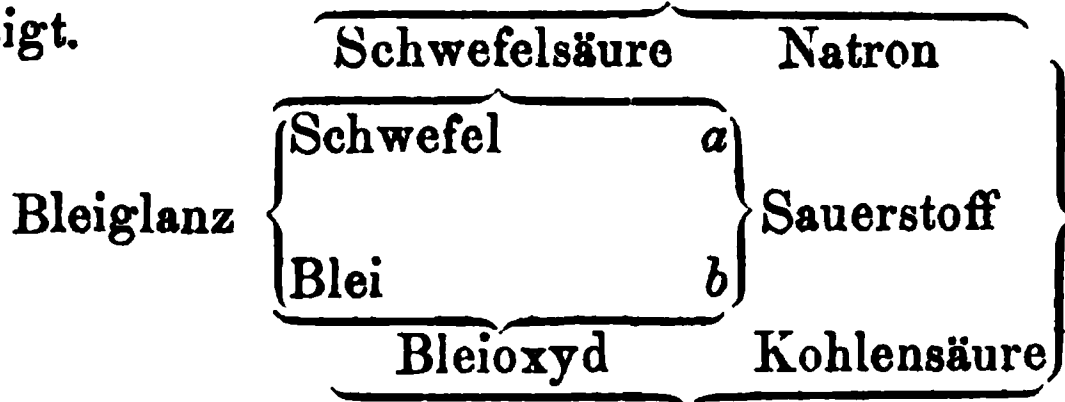 igt.
Schwefelsäure Natron
Schwefel a
Bleiglanz Sauerstoff
Blei b
Bleioxyd Kohlensäure